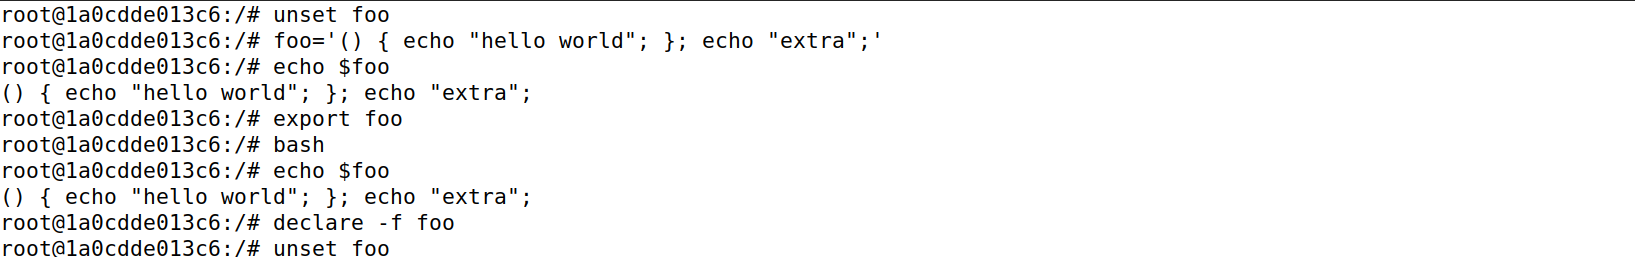 root@1a0cdde013c6:/# unset foo
root@1a0cdde013c6:/# foo='() { echo "hello world"; }; echo "extra";'
root@1a0cdde013c6:/# echo $foo
() { echo "hello world"; }; echo "extra";
root@1a0cdde013c6:/# export foo
root@1a0cdde013c6:/# bash
root@1a0cdde013c6:/# echo $foo
() { echo "hello world"; }; echo "extra";
root@1a0cdde013c6:/# declare -f foo
root@1a0cdde013c6:/# unset foo